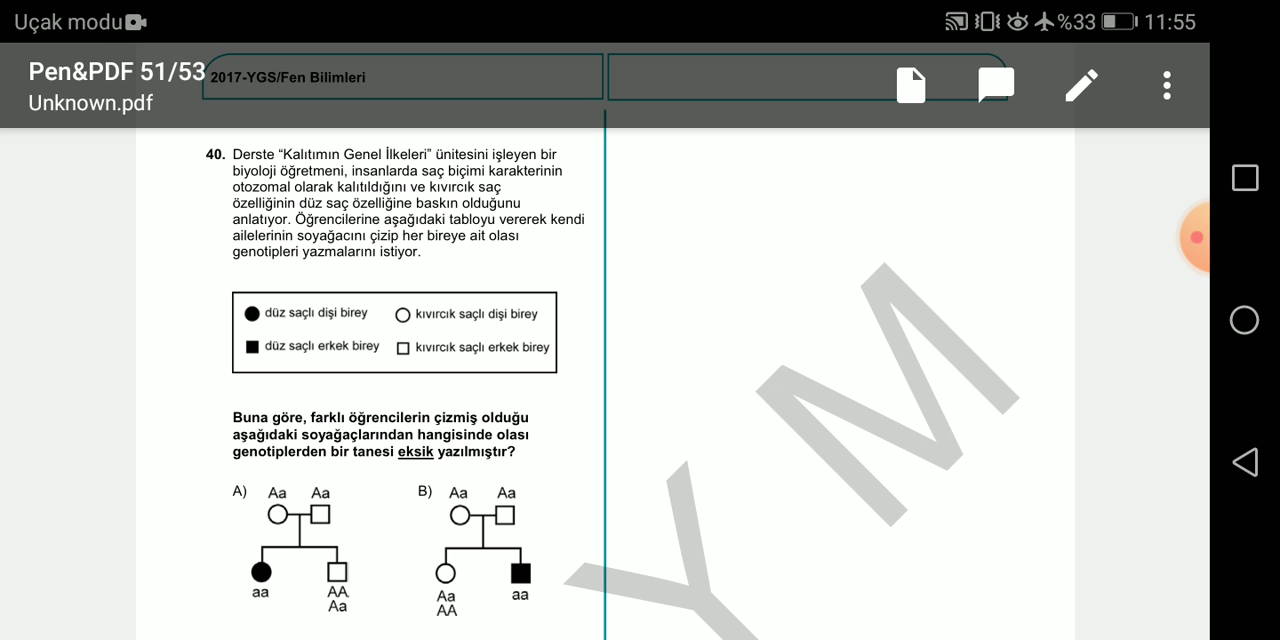 Uçak modu
%33 11:55
Pen&PDF 51/53
Unknown.pdf
2017-YGS/Fen Bilimleri
40. Derste “Kalıtımın Genel İlkeleri” ünitesini işleyen bir
biyoloji öğretmeni, insanlarda saç biçimi karakterinin
otozomal olarak kalıtıldığını ve kıvırcık saç
özelliğinin düz saç özelliğine baskın olduğunu
anlatıyor. Öğrencilerine aşağıdaki tabloyu vererek kendi
ailelerinin soyağacını çizip her bireye ait olası
genotipleri yazmalarını istiyor.
düz saçlı dişi birey kıvırcık saçlı dişi birey
düz saçlı erkek birey kıvırcık saçlı erkek birey
Buna göre, farklı öğrencilerin çizmiş olduğu
aşağıdaki soyağaçlarından hangisinde olası
genotiplerden bir tanesi eksik yazılmıştır?
A) Aa Aa
aa AA
Aa
B) Aa Aa
Aa aa
AA
Y M